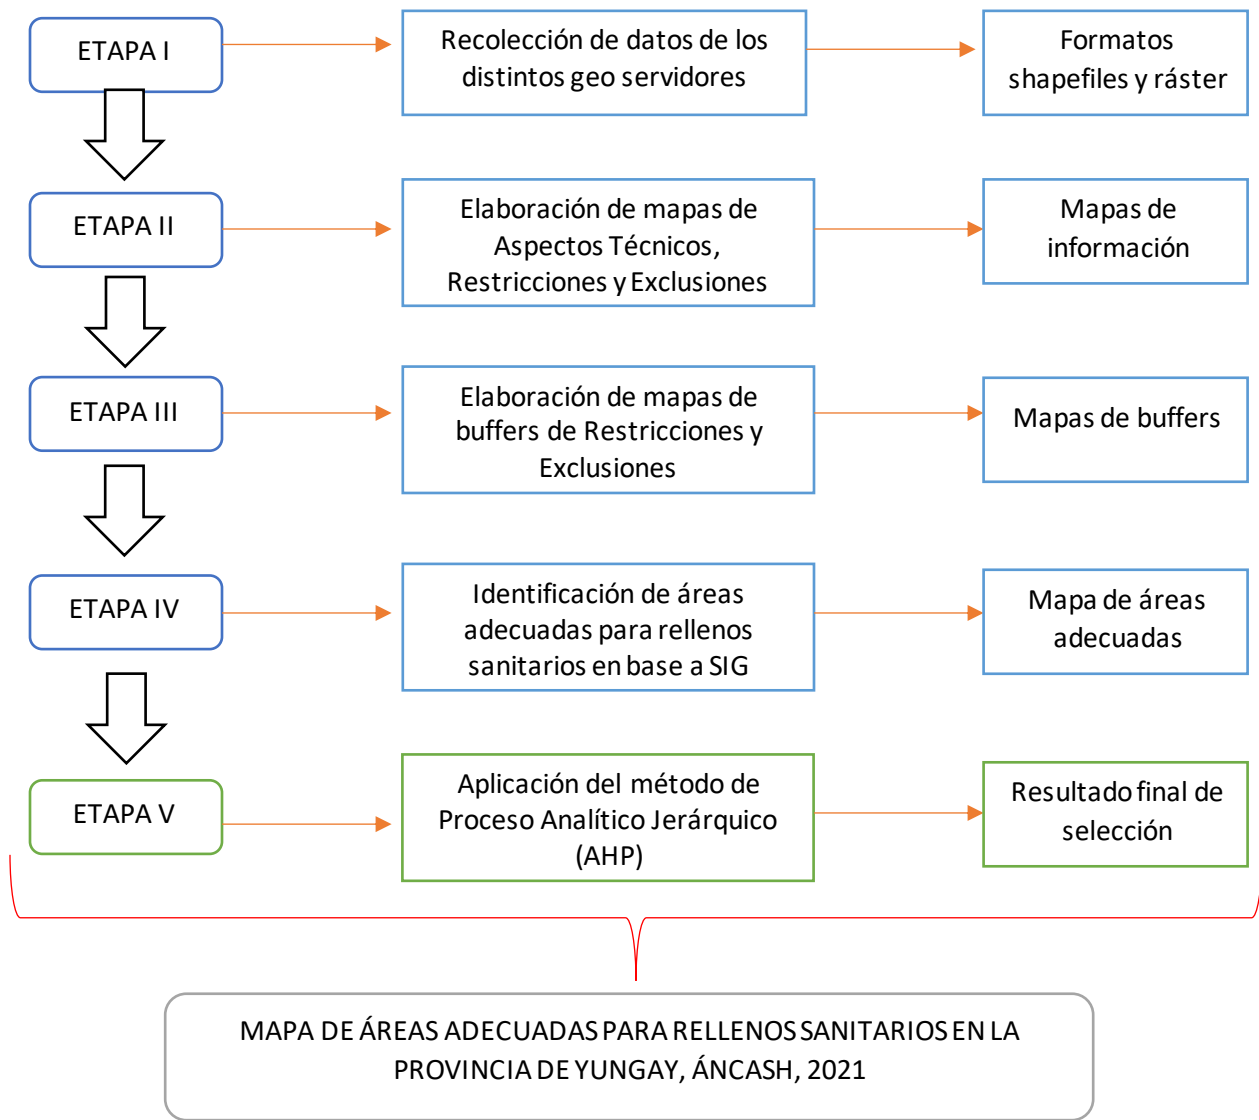 ETAPA I
Recolección de datos de los
distintos geo servidores
Formatos
shapefiles y ráster
ETAPA II
Elaboración de mapas de
Aspectos Técnicos,
Restricciones y Exclusiones
Mapas de
información
ETAPA III
Elaboración de mapas de
buffers de Restricciones y
Exclusiones
Mapas de buffers
ETAPA IV
Identificación de áreas
adecuadas para rellenos
sanitarios en base a SIG
Mapa de áreas
adecuadas
ETAPA V
Aplicación del método de
Proceso Analítico Jerárquico
(AHP)
Resultado final de
selección
MAPA DE ÁREAS ADECUADAS PARA RELLENOS SANITARIOS EN LA
PROVINCIA DE YUNGAY, ÁNCASH, 2021